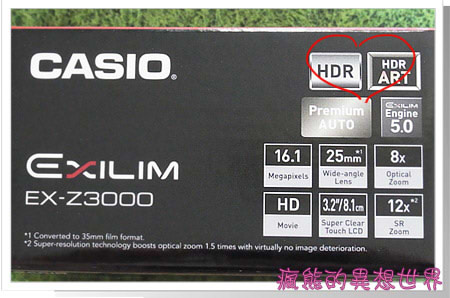 CASIO®
HDR
HDR ART
Premium AUTO
EXILIM Engine 5.0
EXILIM
EX-Z3000
16.1 Megapixels
25mm*1 Wide-angle Lens
8x Optical Zoom
HD Movie
3.2"/8.1cm Super Clear Touch LCD
12x*2 SR Zoom
*1 Converted to 35mm film format.
*2 Super-resolution technology boosts optical zoom 1.5 times with virtually no image deterioration.
瘋熊的異想世界